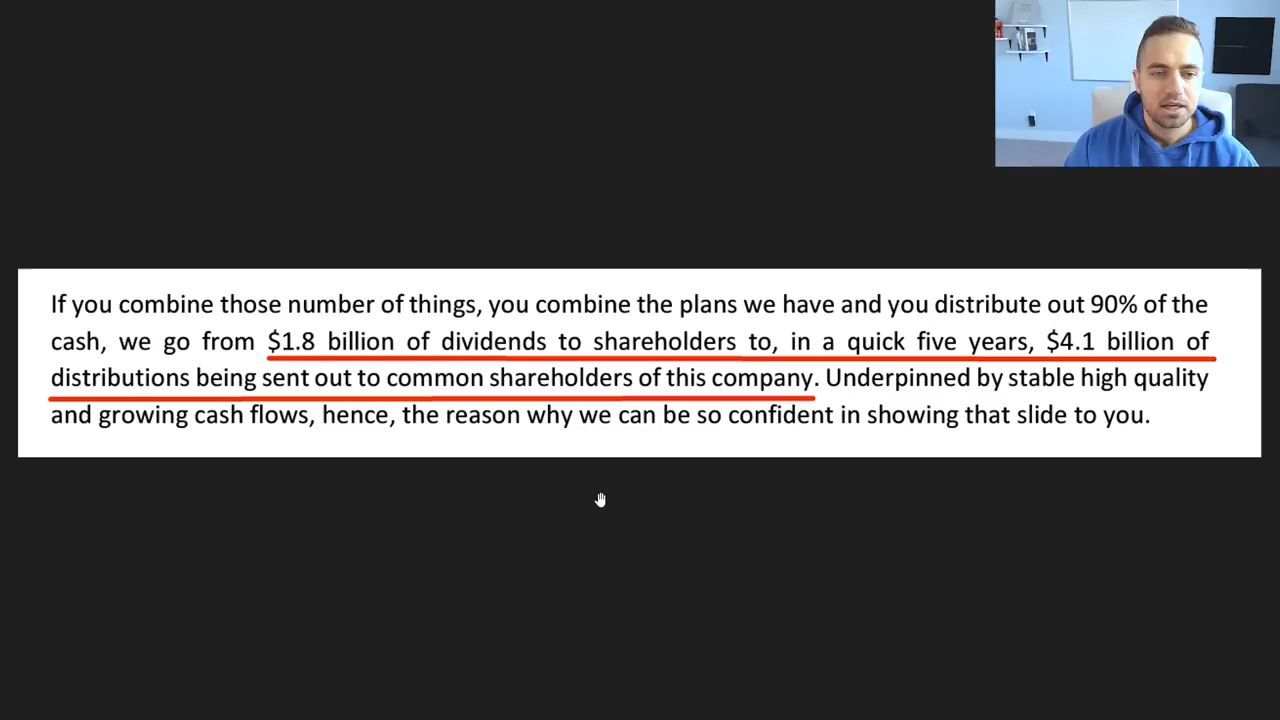 If you combine those number of things, you combine the plans we have and you distribute out 90% of the
cash, we go from $1.8 billion of dividends to shareholders to, in a quick five years, $4.1 billion of
distributions being sent out to common shareholders of this company. Underpinned by stable high quality
and growing cash flows, hence, the reason why we can be so confident in showing that slide to you.